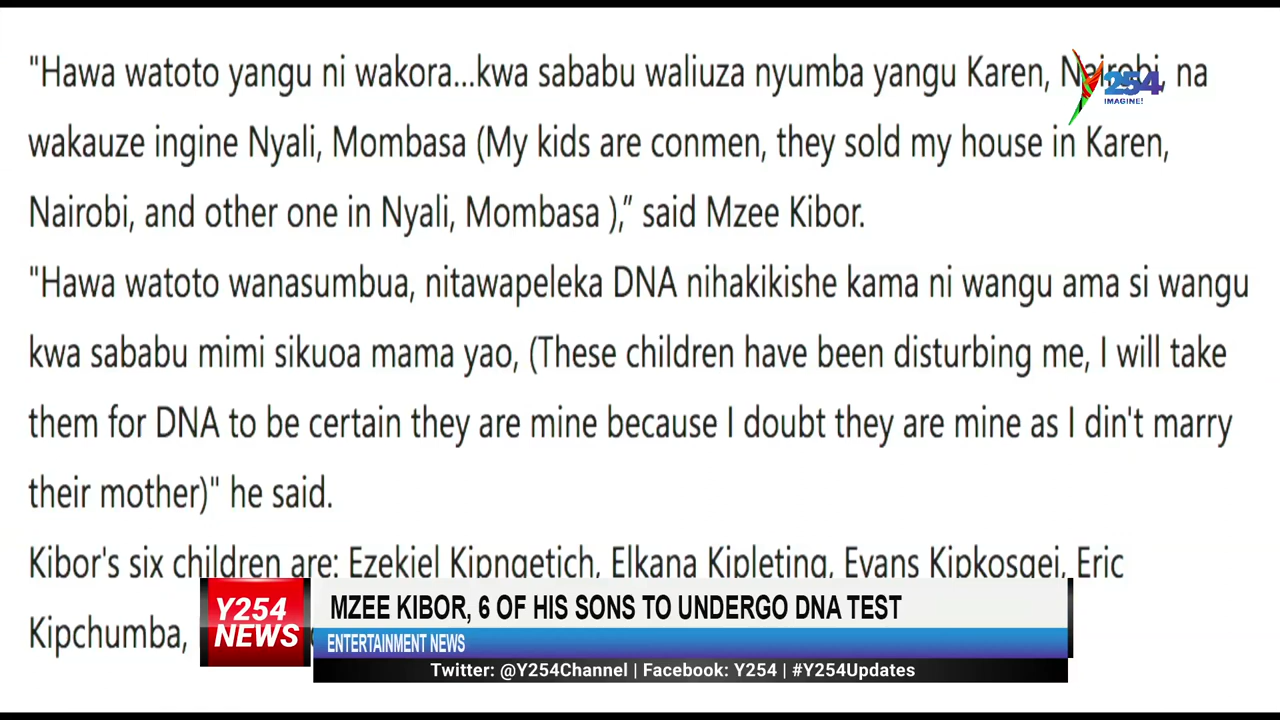 "Hawa watoto yangu ni wakora...kwa sababu waliuza nyumba yangu Karen, Nairobi, na
254
IMAGINE!
wakauze ingine Nyali, Mombasa (My kids are conmen, they sold my house in Karen,
Nairobi, and other one in Nyali, Mombasa )," said Mzee Kibor.
"Hawa watoto wanasumbua, nitawapeleka DNA nihakikishe kama ni wangu ama si wangu
kwa sababu mimi sikuoa mama yao, (These children have been disturbing me, I will take
them for DNA to be certain they are mine because I doubt they are mine as I din't marry
their mother)" he said.
Kibor's six children are: Ezekiel Kipngetich, Elkana Kipleting, Evans Kipkosgei, Eric
Kipchumba,
Y254
NEWS
MZEE KIBOR, 6 OF HIS SONS TO UNDERGO DNA TEST
ENTERTAINMENT NEWS
Twitter: @Y254Channel | Facebook: Y254 | #Y254Updates